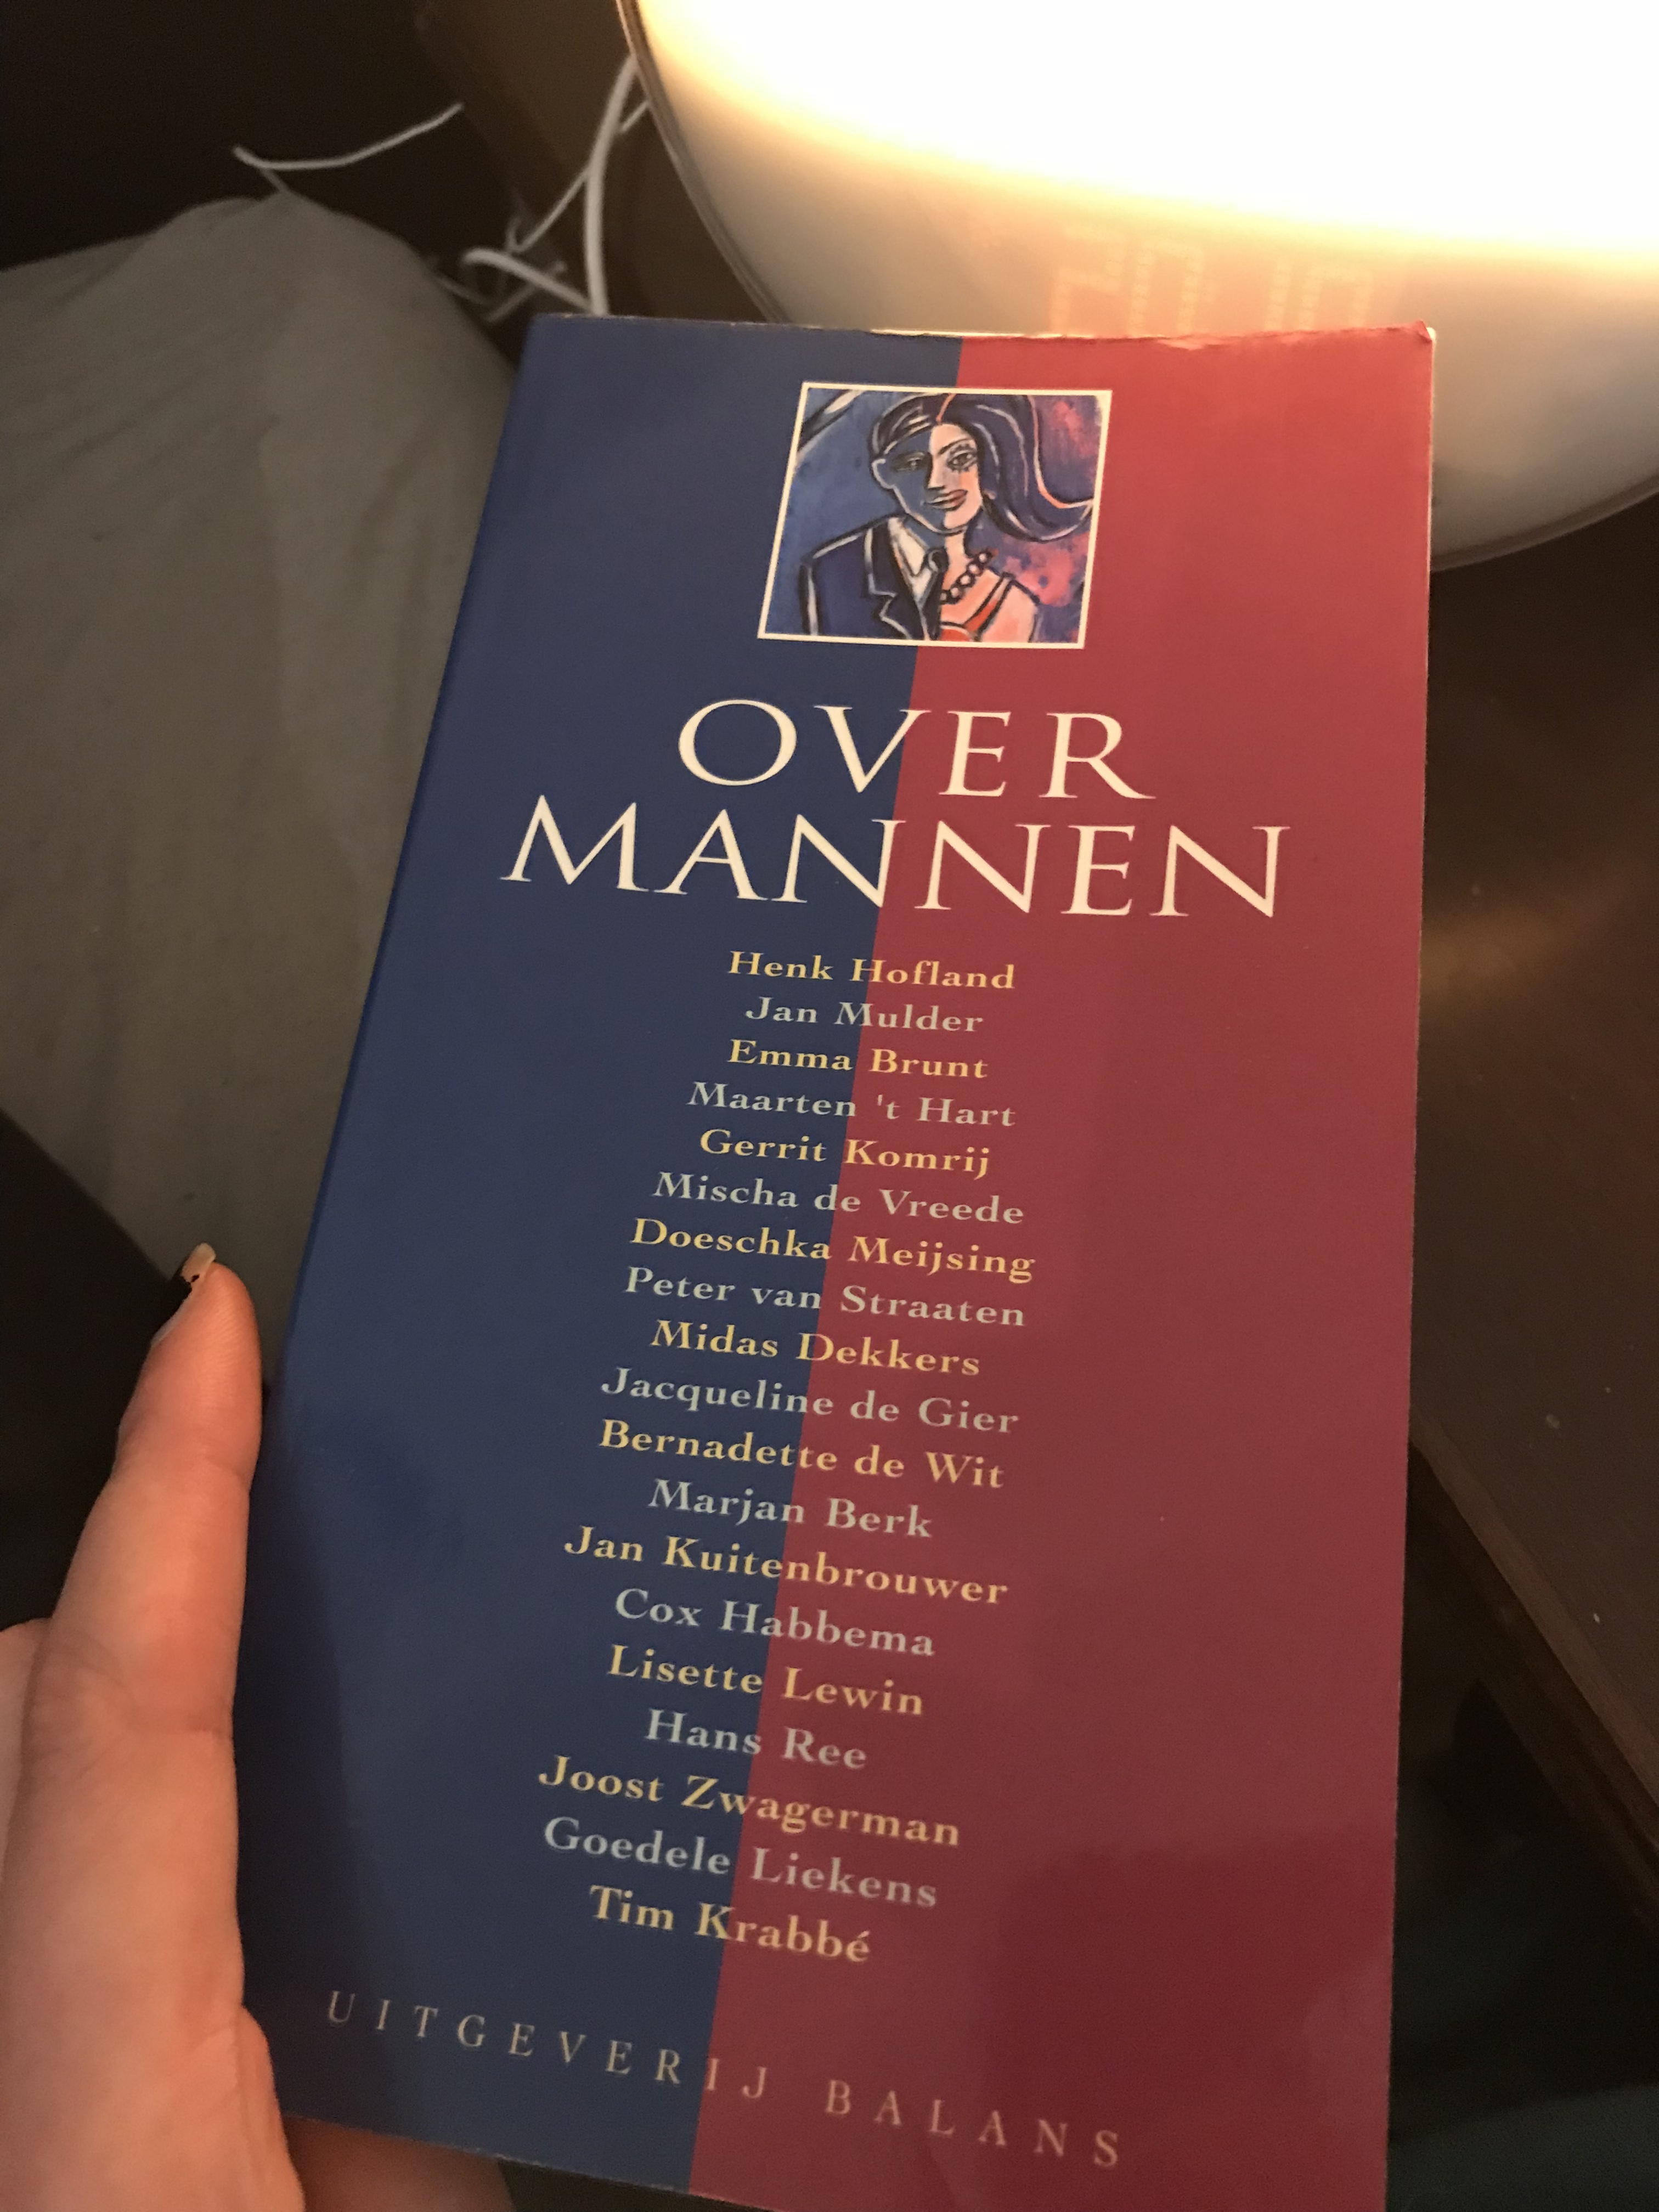 OVER
MANNEN
Henk Hofland
Jan Mulder
Emma Brunt
Maarten 't Hart
Gerrit Komrij
Mischa de Vreede
Doeschka Meijsing
Peter van Straaten
Midas Dekkers
Jacqueline de Gier
Bernadette de Wit
Marjan Berk
Jan Kuitenbrouwer
Cox Habbema
Lisette Lewin
Hans Ree
Joost Zwagerman
Goedele Liekens
Tim Krabbé
UITGEVERIJ BALANS